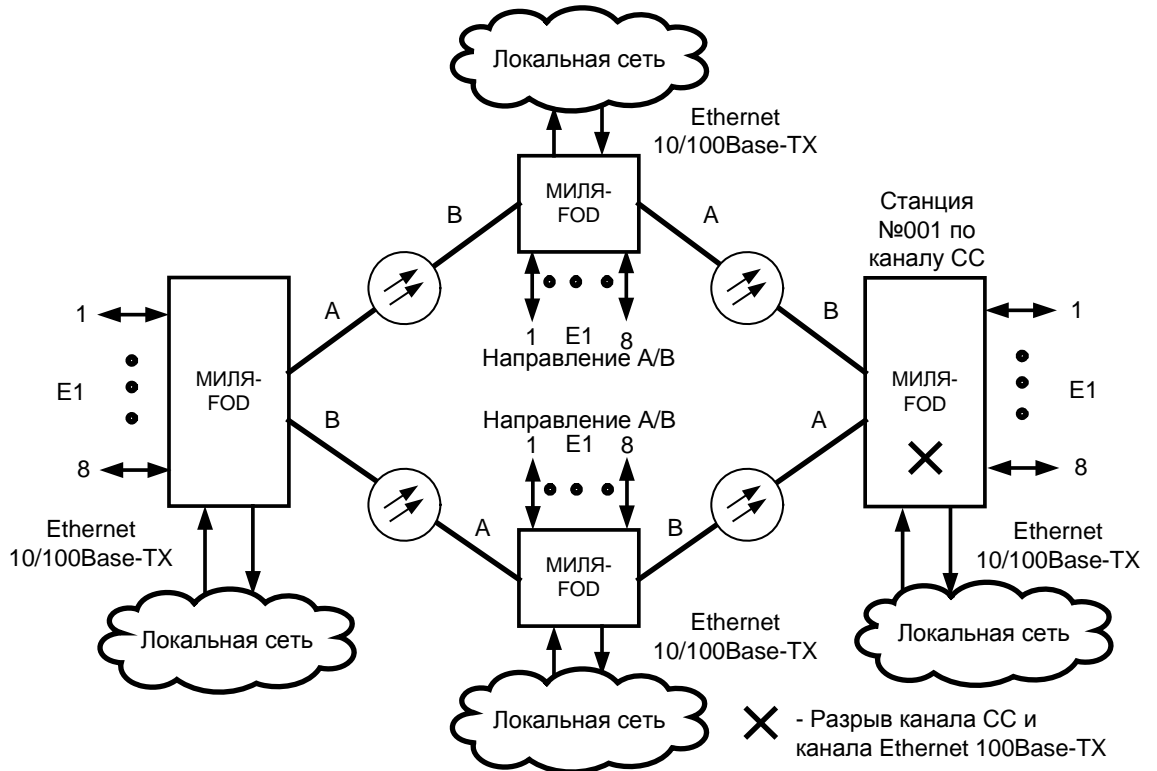 Локальная сеть
Ethernet
10/100Base-TX
МИЛЯ-
FOD
B
A
Станция
№001 по
каналу СС
1
E1
8
Направление А/В
A
B
1
E1
8
МИЛЯ-
FOD
МИЛЯ-
FOD
1
E1
8
B
A
Направление А/В
1
E1
8
A
B
МИЛЯ-
FOD
Ethernet
10/100Base-TX
Ethernet
10/100Base-TX
Ethernet
10/100Base-TX
Локальная сеть
Локальная сеть
Локальная сеть
- Разрыв канала СС и
канала Ethernet 100Base-TX